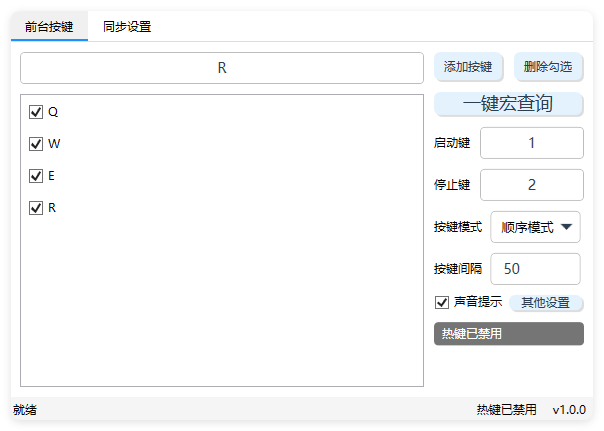 前台按键
同步设置
R
添加按键
删除勾选
Q
W
E
R
一键宏查询
启动键
1
停止键
2
按键模式
顺序模式
按键间隔
50
声音提示
其他设置
热键已禁用
就绪
热键已禁用
v1.0.0